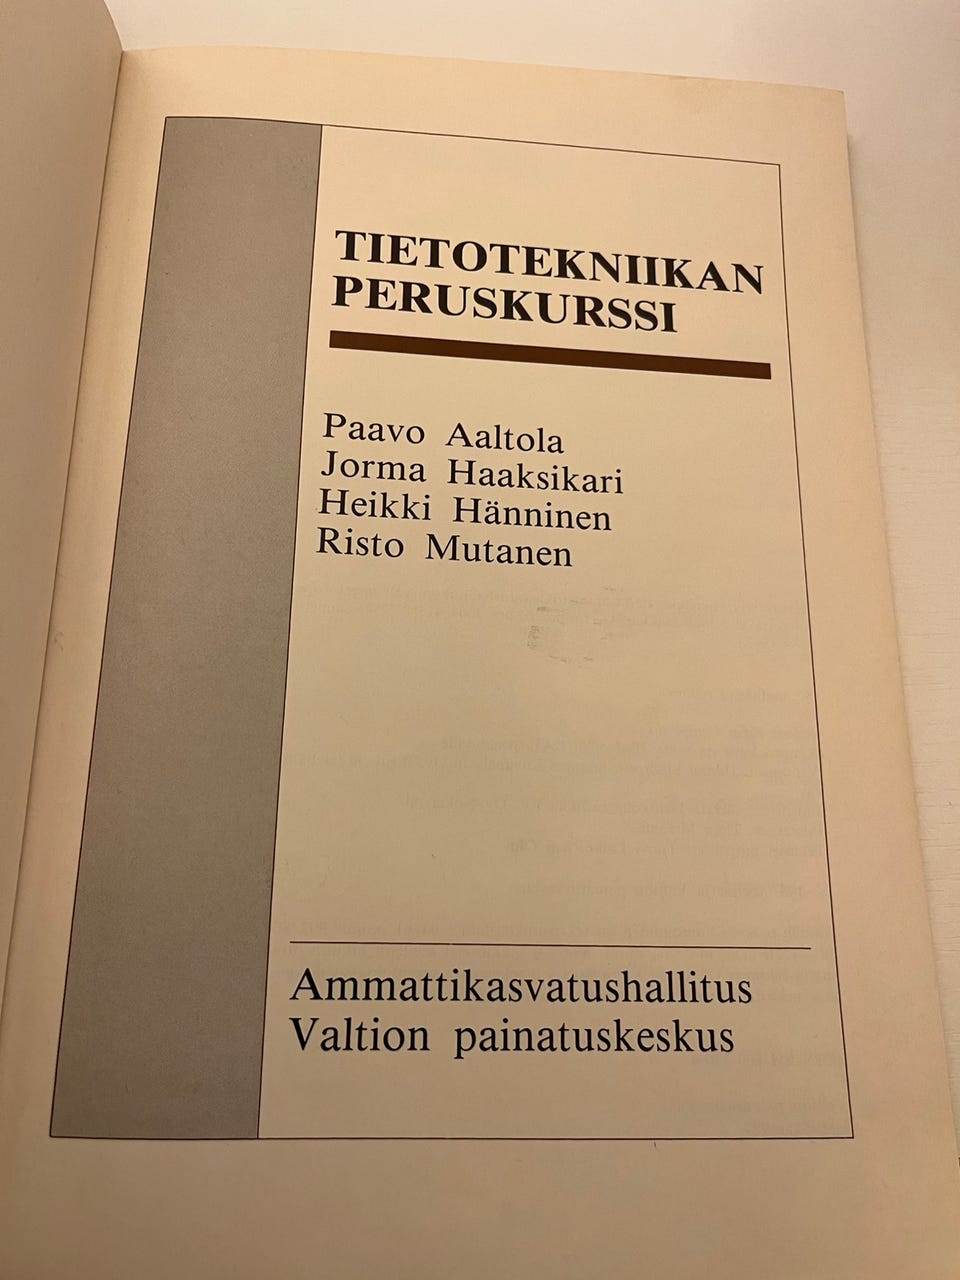 TIETOTEKNIIKAN
PERUSKURSSI
Paavo Aaltola
Jorma Haaksikari
Heikki Hänninen
Risto Mutanen
Ammattikasvatushallitus
Valtion painatuskeskus